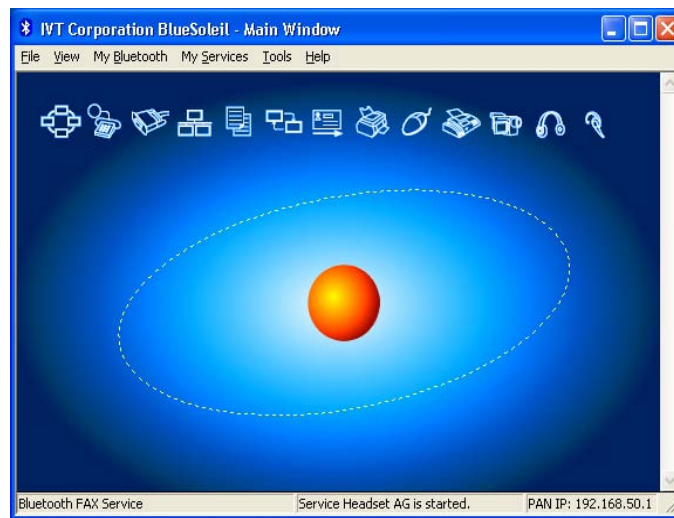 IVT Corporation BlueSoleil - Main Window
File View My Bluetooth My Services Tools Help
Bluetooth FAX Service Service Headset AG is started. PAN IP: 192.168.50.1